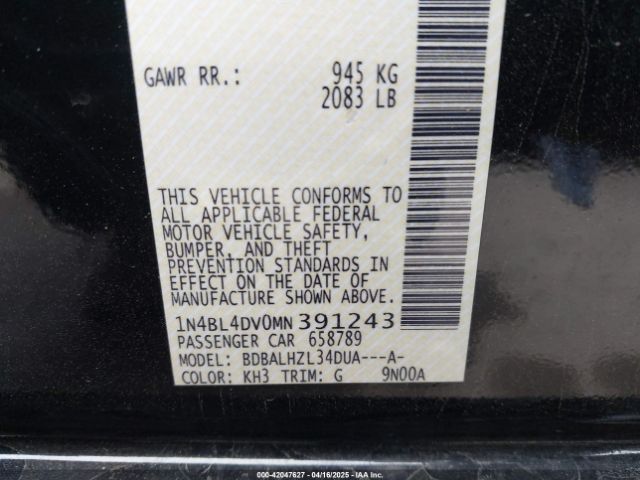 GAWR RR.: 945 KG
2083 LB
THIS VEHICLE CONFORMS TO
ALL APPLICABLE FEDERAL
MOTOR VEHICLE SAFETY,
BUMPER, AND THEFT
PREVENTION STANDARDS IN
EFFECT ON THE DATE OF
MANUFACTURE SHOWN ABOVE.
1N4BL4DV0MN391243
PASSENGER CAR 658789
MODEL: BDBALHZL34DUA---A-
COLOR: KH3 TRIM: G 9N00A
© 000-42047627 - 04/16/2025 - IAA Inc.